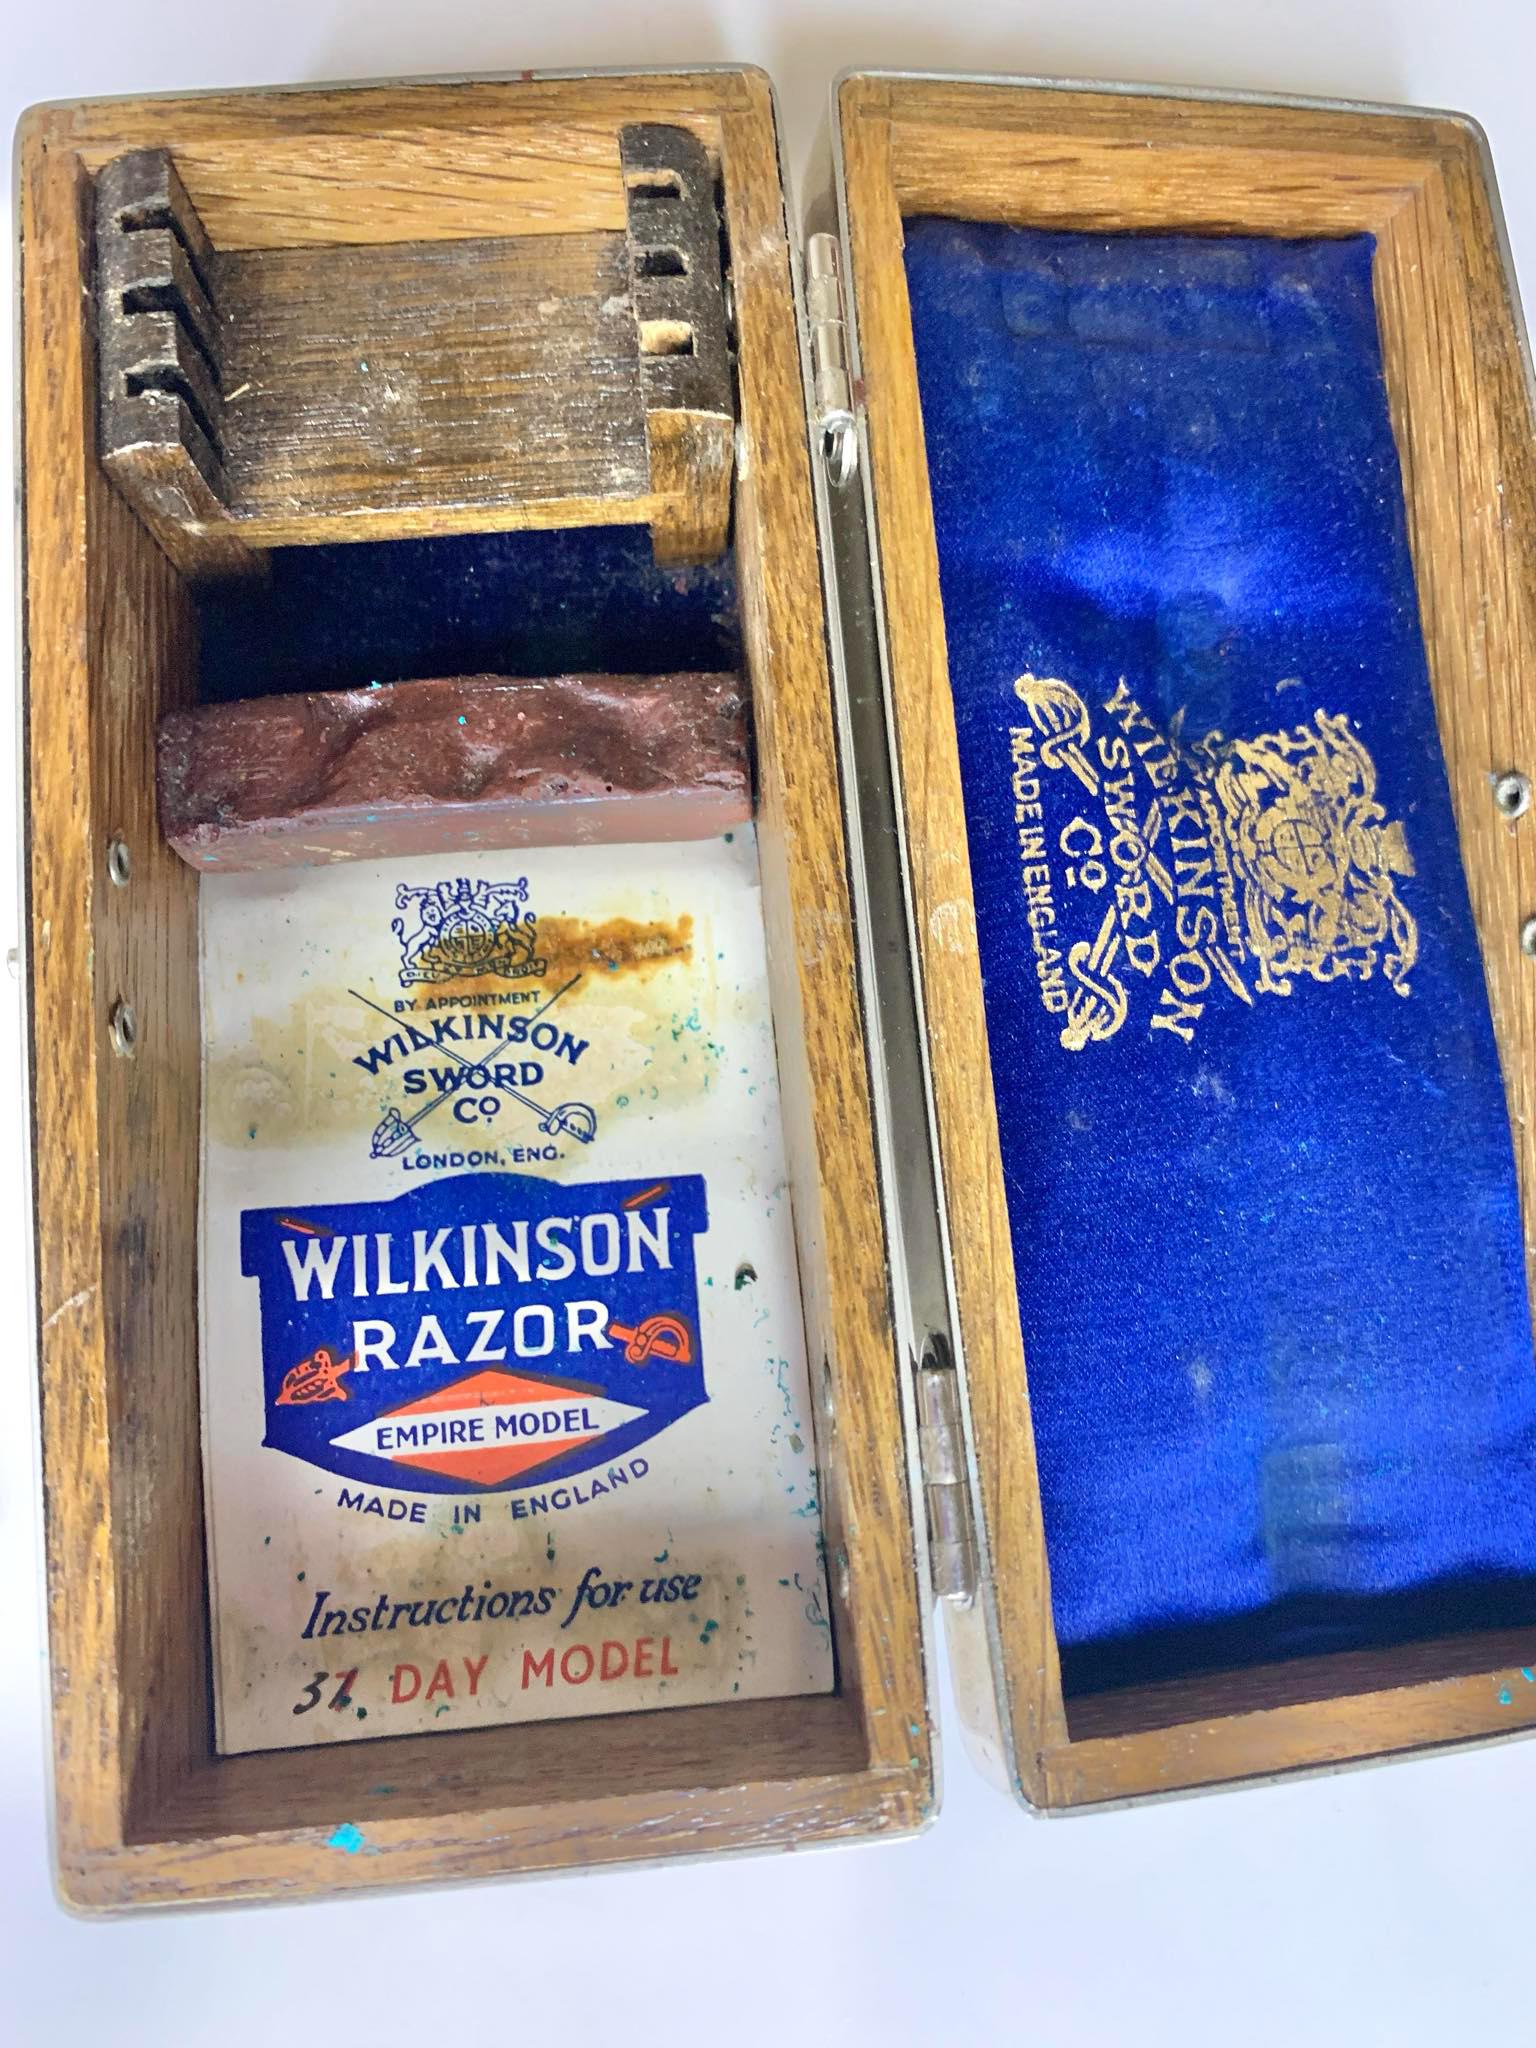 BY APPOINTMENT
WILKINSON
SWORD
Cº
LONDON, ENG.
WILKINSON
RAZOR
EMPIRE MODEL
MADE IN ENGLAND
Instructions for use
DAY MODEL
APPOINTMENT
WILKINSON
SWORD
Cº
MADE IN ENGLAND